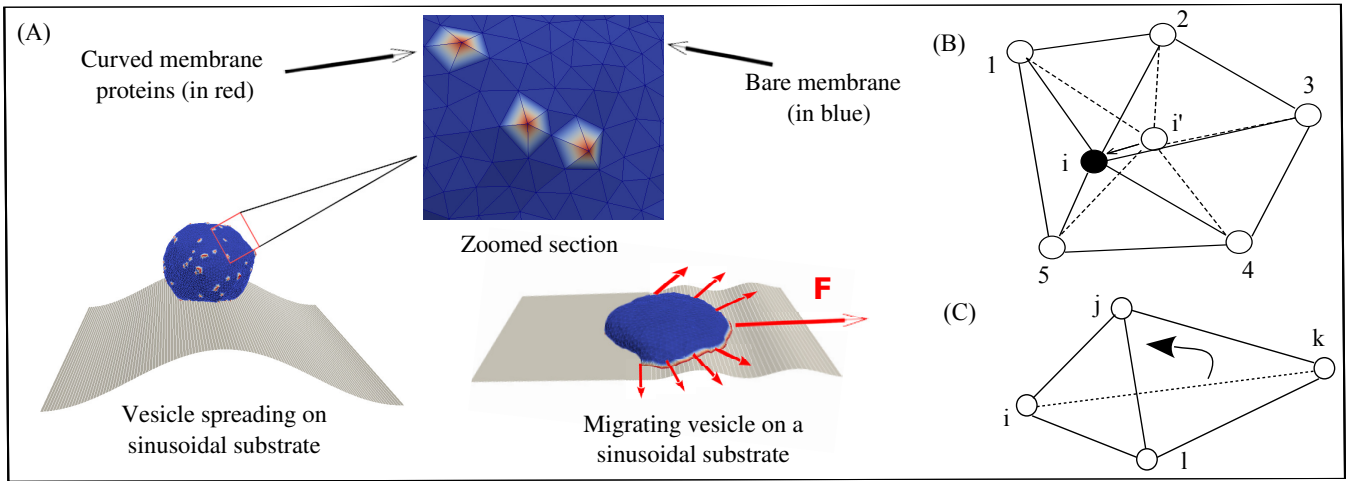 (A)
Curved membrane
proteins (in red)
Bare membrane
(in blue)
Zoomed section
F
Vesicle spreading on
sinusoidal substrate
Migrating vesicle on a
sinusoidal substrate
(B)
1
2
3
i'
i
5
4
(C)
j
k
i
l